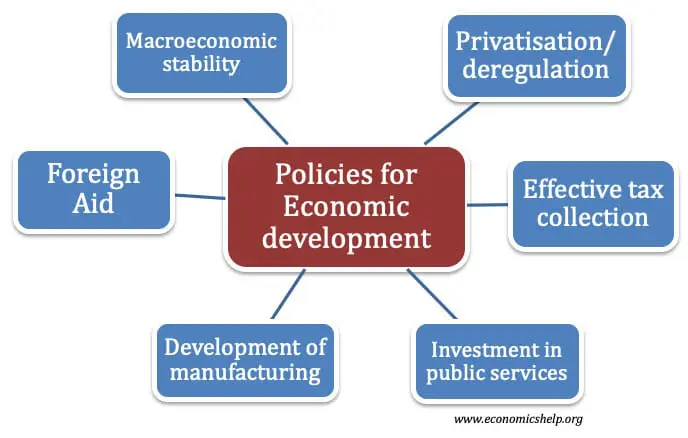 Macroeconomic
stability
Privatisation/
deregulation
Foreign
Aid
Policies for
Economic
development
Effective tax
collection
Development of
manufacturing
Investment in
public services
www.economicshelp.org